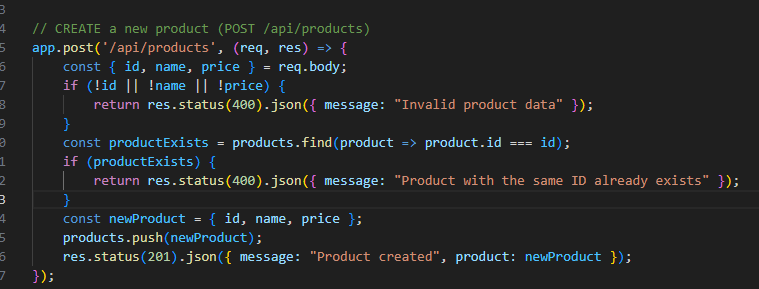 3
4 // CREATE a new product (POST /api/products)
5 app.post('/api/products', (req, res) => {
6     const { id, name, price } = req.body;
7     if (!id || !name || !price) {
8         return res.status(400).json({ message: "Invalid product data" });
9     }
0     const productExists = products.find(product => product.id === id);
1     if (productExists) {
2         return res.status(400).json({ message: "Product with the same ID already exists" });
3     }
4     const newProduct = { id, name, price };
5     products.push(newProduct);
6     res.status(201).json({ message: "Product created", product: newProduct });
7 });